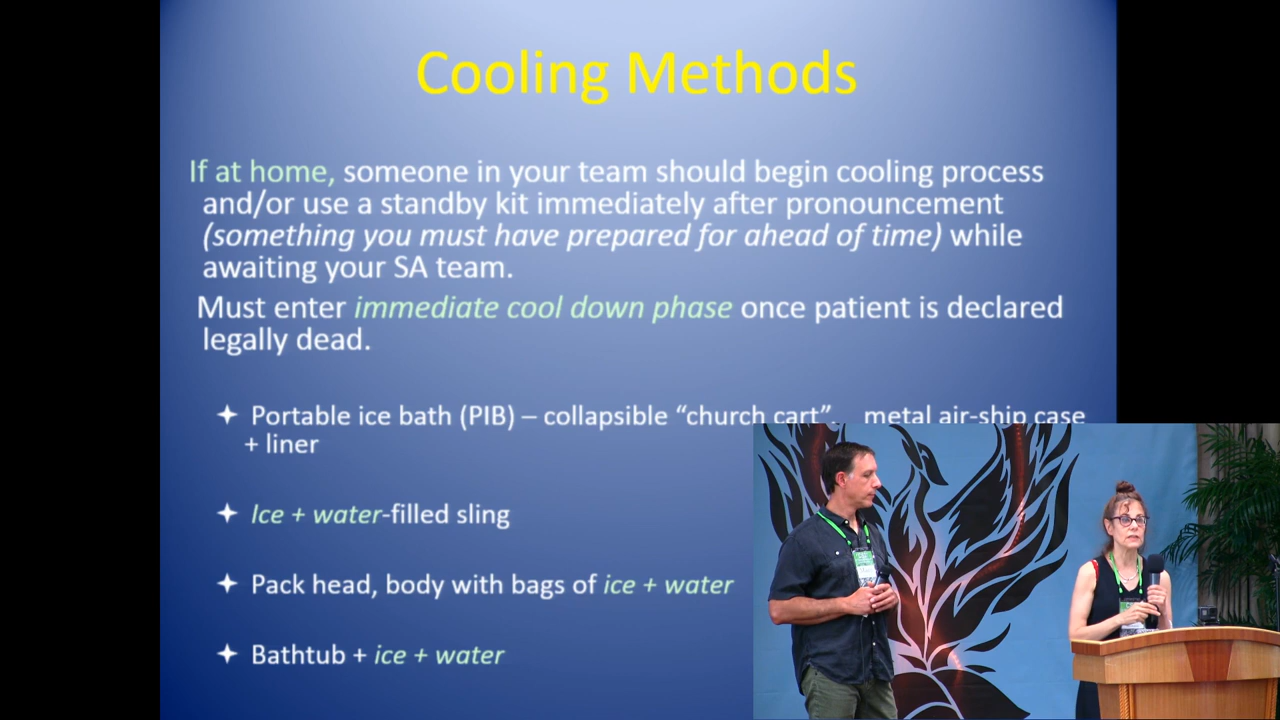 Cooling Methods
If at home, someone in your team should begin cooling process
and/or use a standby kit immediately after pronouncement
(something you must have prepared for ahead of time) while
awaiting your SA team.
Must enter immediate cool down phase once patient is declared
legally dead.
Portable ice bath (PIB) – collapsible “church cart”. metal air-ship case
+ liner
Ice + water-filled sling
Pack head, body with bags of ice + water
Bathtub + ice + water